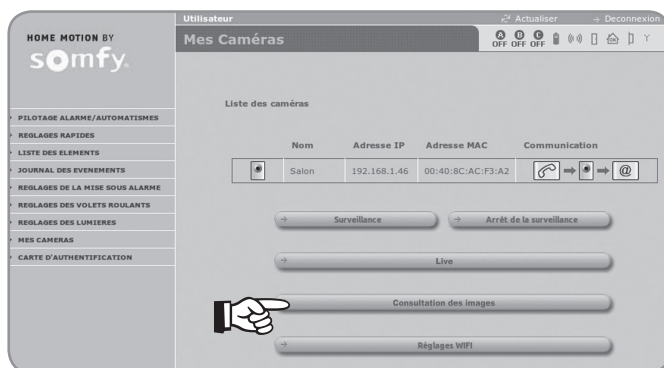 Utilisateur
Actualiser → Deconnexion
HOME MOTION BY
somfy.
Mes Caméras
A B C
OFF OFF OFF
Liste des caméras
PILOTAGE ALARME/AUTOMATISMES
REGLAGES RAPIDES
LISTE DES ELEMENTS
JOURNAL DES EVENEMENTS
REGLAGES DE LA MISE SOUS ALARME
REGLAGES DES VOLETS ROULANTS
REGLAGES DES LUMIERES
MES CAMERAS
CARTE D'AUTHENTIFICATION
Nom Adresse IP Adresse MAC Communication
Salon 192.168.1.46 00:40:8C:AC:F3:A2 → → @
→ Surveillance → Arrêt de la surveillance
→ Live
Consultation des images
→ Réglages WIFI